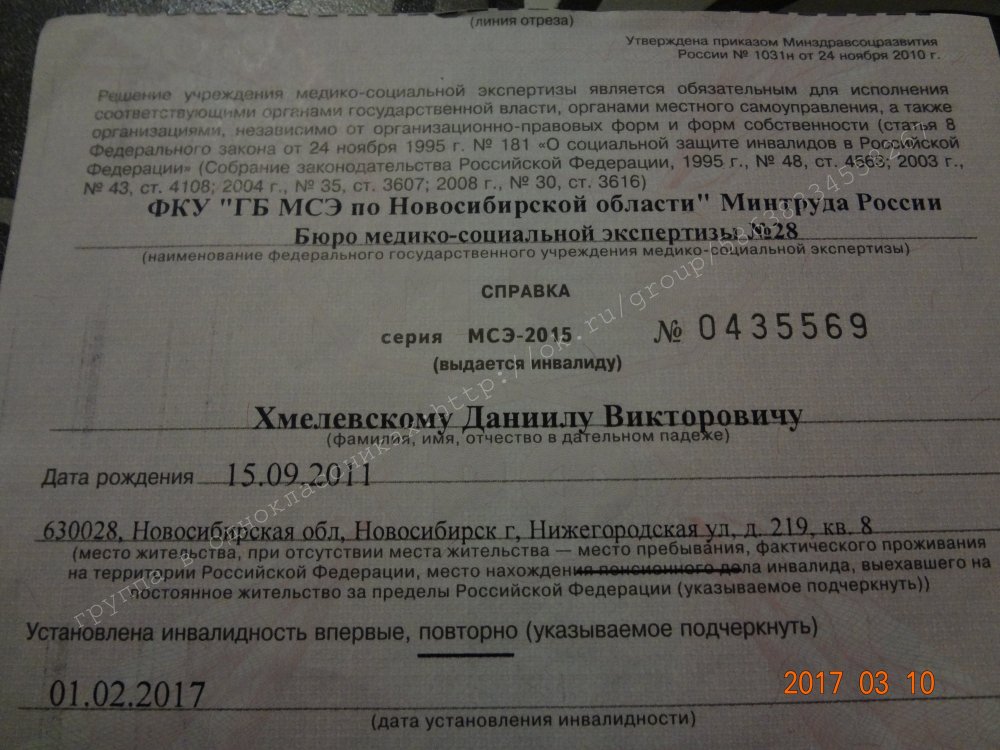 (линия отреза)
Утверждена приказом Минздравсоцразвития
России № 1031н от 24 ноября 2010 г.
Решение учреждения медико-социальной экспертизы является обязательным для исполнения
соответствующими органами государственной власти, органами местного самоуправления, а также
организациями, независимо от организационно-правовых форм и форм собственности (статья 8
Федерального закона от 24 ноября 1995 г. № 181 «О социальной защите инвалидов в Российской
Федерации» (Собрание законодательства Российской Федерации, 1995 г., № 48, ст. 4563; 2003 г.,
№ 43, ст. 4108; 2004 г., № 35, ст. 3607; 2008 г., № 30, ст. 3616)
ФКУ "ГБ МСЭ по Новосибирской области" Минтруда России
Бюро медико-социальной экспертизы №28
(наименование федерального государственного учреждения медико-социальной экспертизы)
СПРАВКА
серия МСЭ-2015 № 0435569
(выдается инвалиду)
Хмелевскому Даниилу Викторовичу
(фамилия, имя, отчество в дательном падеже)
Дата рождения 15.09.2011
630028, Новосибирская обл, Новосибирск г, Нижегородская ул, д. 219, кв. 8
(место жительства, при отсутствии места жительства — место пребывания, фактического проживания
на территории Российской Федерации, место нахождения пенсионного дела инвалида, выехавшего на
постоянное жительство за пределы Российской Федерации (указываемое подчеркнуть))
Установлена инвалидность впервые, повторно (указываемое подчеркнуть)
01.02.2017
(дата установления инвалидности)
2017 03 10
группа в Одноклассниках http://ok.ru/group/